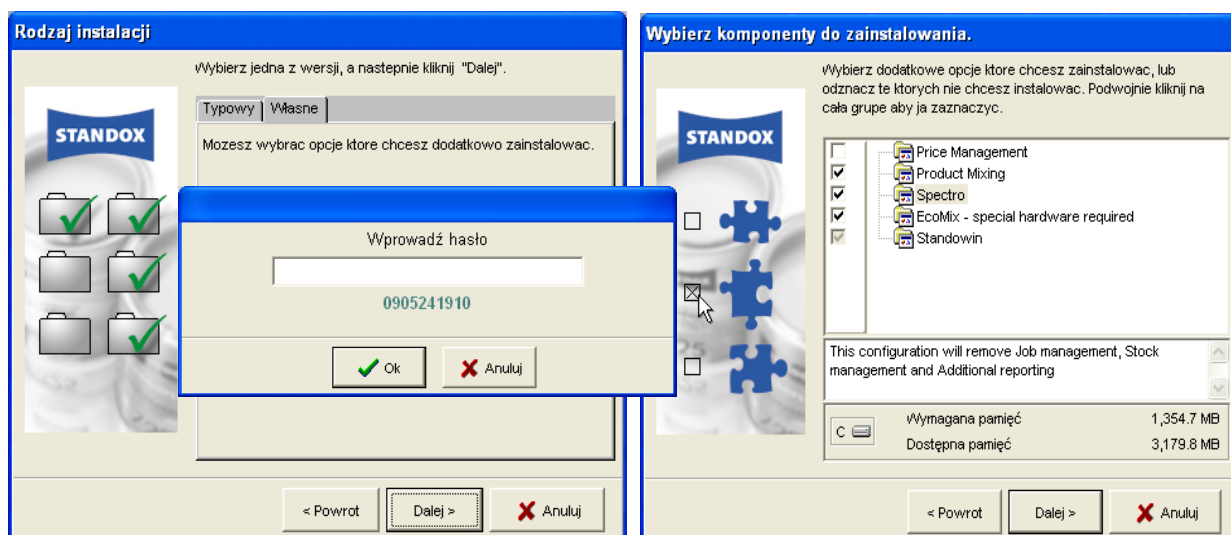 Rodzaj instalacji
Wybierz jedna z wersji, a nastepnie kliknij "Dalej".
STANDOX
Typowy
Własne
Mozesz wybrac opcje ktore chcesz dodatkowo zainstalowac.
Wprowadź hasło
0905241910
Ok
Anuluj
< Powrot
Dalej >
Anuluj
Wybierz komponenty do zainstalowania.
Wybierz dodatkowe opcje ktore chcesz zainstalowac, lub
odznacz te ktorych nie chcesz instalowac. Podwojnie kliknij na
cała grupe aby ja zaznaczyc.
STANDOX
Price Management
Product Mixing
Spectro
EcoMix - special hardware required
Standowin
This configuration will remove Job management, Stock
management and Additional reporting
C
Wymagana pamięć 1,354.7 MB
Dostępna pamięć 3,179.8 MB
< Powrot
Dalej >
Anuluj